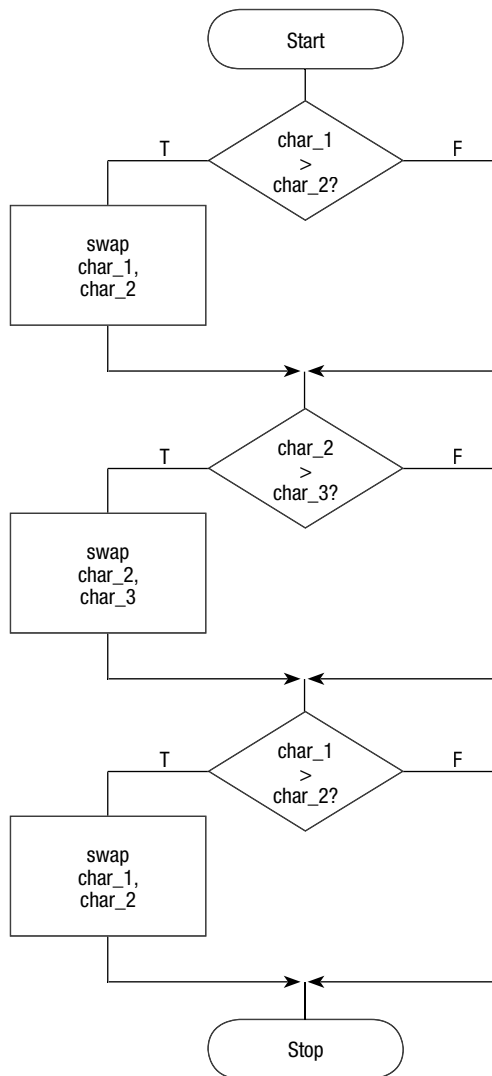 Start
char_1
>
char_2?
T
F
swap
char_1,
char_2
char_2
>
char_3?
T
F
swap
char_2,
char_3
char_1
>
char_2?
T
F
swap
char_1,
char_2
Stop